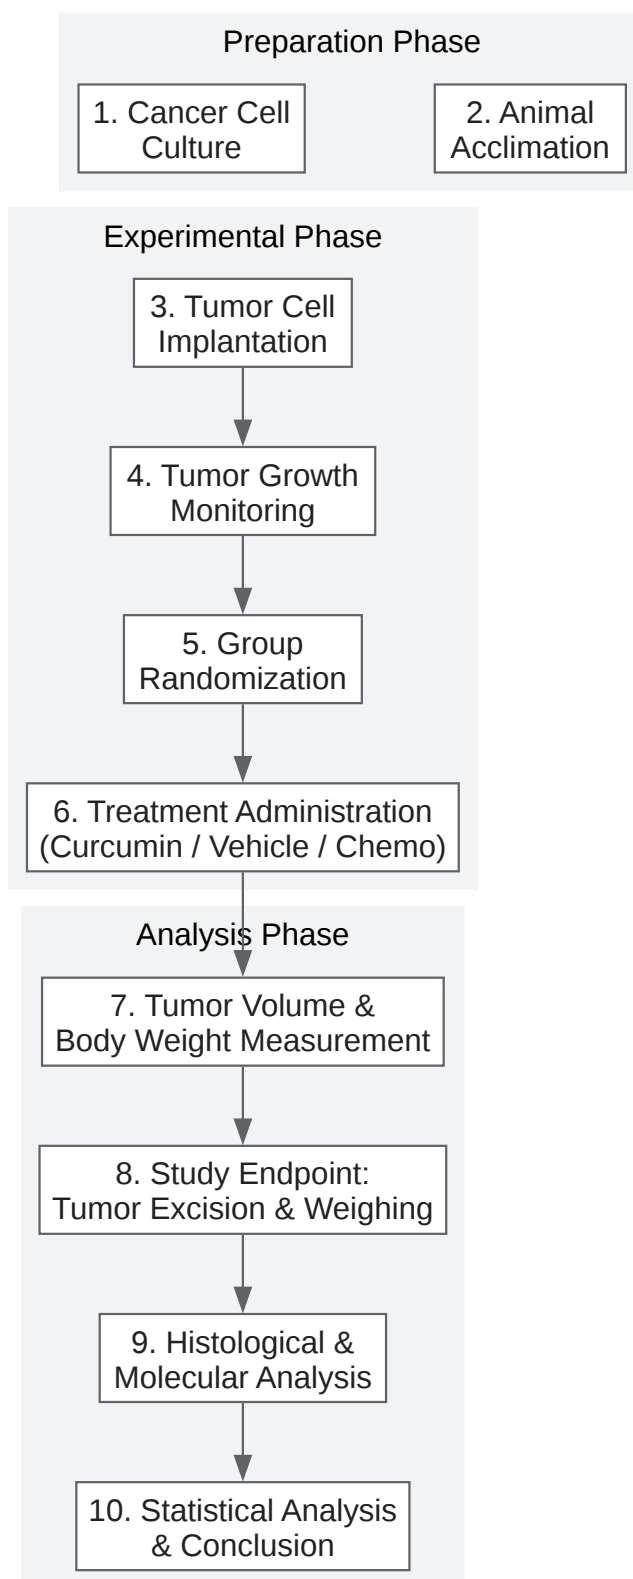 Preparation Phase
1. Cancer Cell
Culture
2. Animal
Acclimation
Experimental Phase
3. Tumor Cell
Implantation
4. Tumor Growth
Monitoring
5. Group
Randomization
6. Treatment Administration
(Curcumin / Vehicle / Chemo)
Analysis Phase
7. Tumor Volume &
Body Weight Measurement
8. Study Endpoint:
Tumor Excision & Weighing
9. Histological &
Molecular Analysis
10. Statistical Analysis
& Conclusion